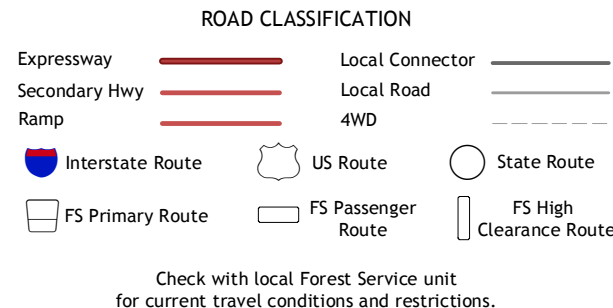 ROAD CLASSIFICATION
Expressway
Local Connector
Secondary Hwy
Local Road
Ramp
4WD
Interstate Route
US Route
State Route
FS Primary Route
FS Passenger
Route
FS High
Clearance Route
Check with local Forest Service unit
for current travel conditions and restrictions.